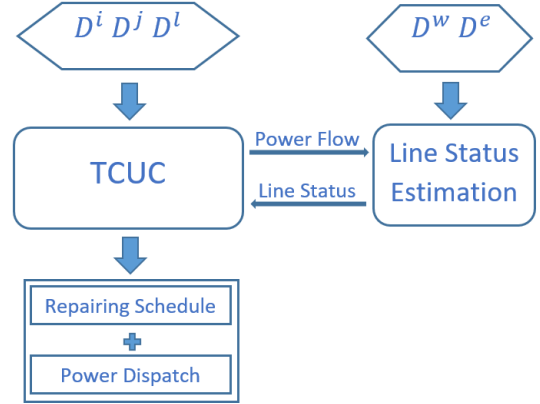 D^i D^j D^l
D^w D^e
TCUC
Power Flow
Line Status
Line Status
Estimation
Repairing Schedule
+
Power Dispatch